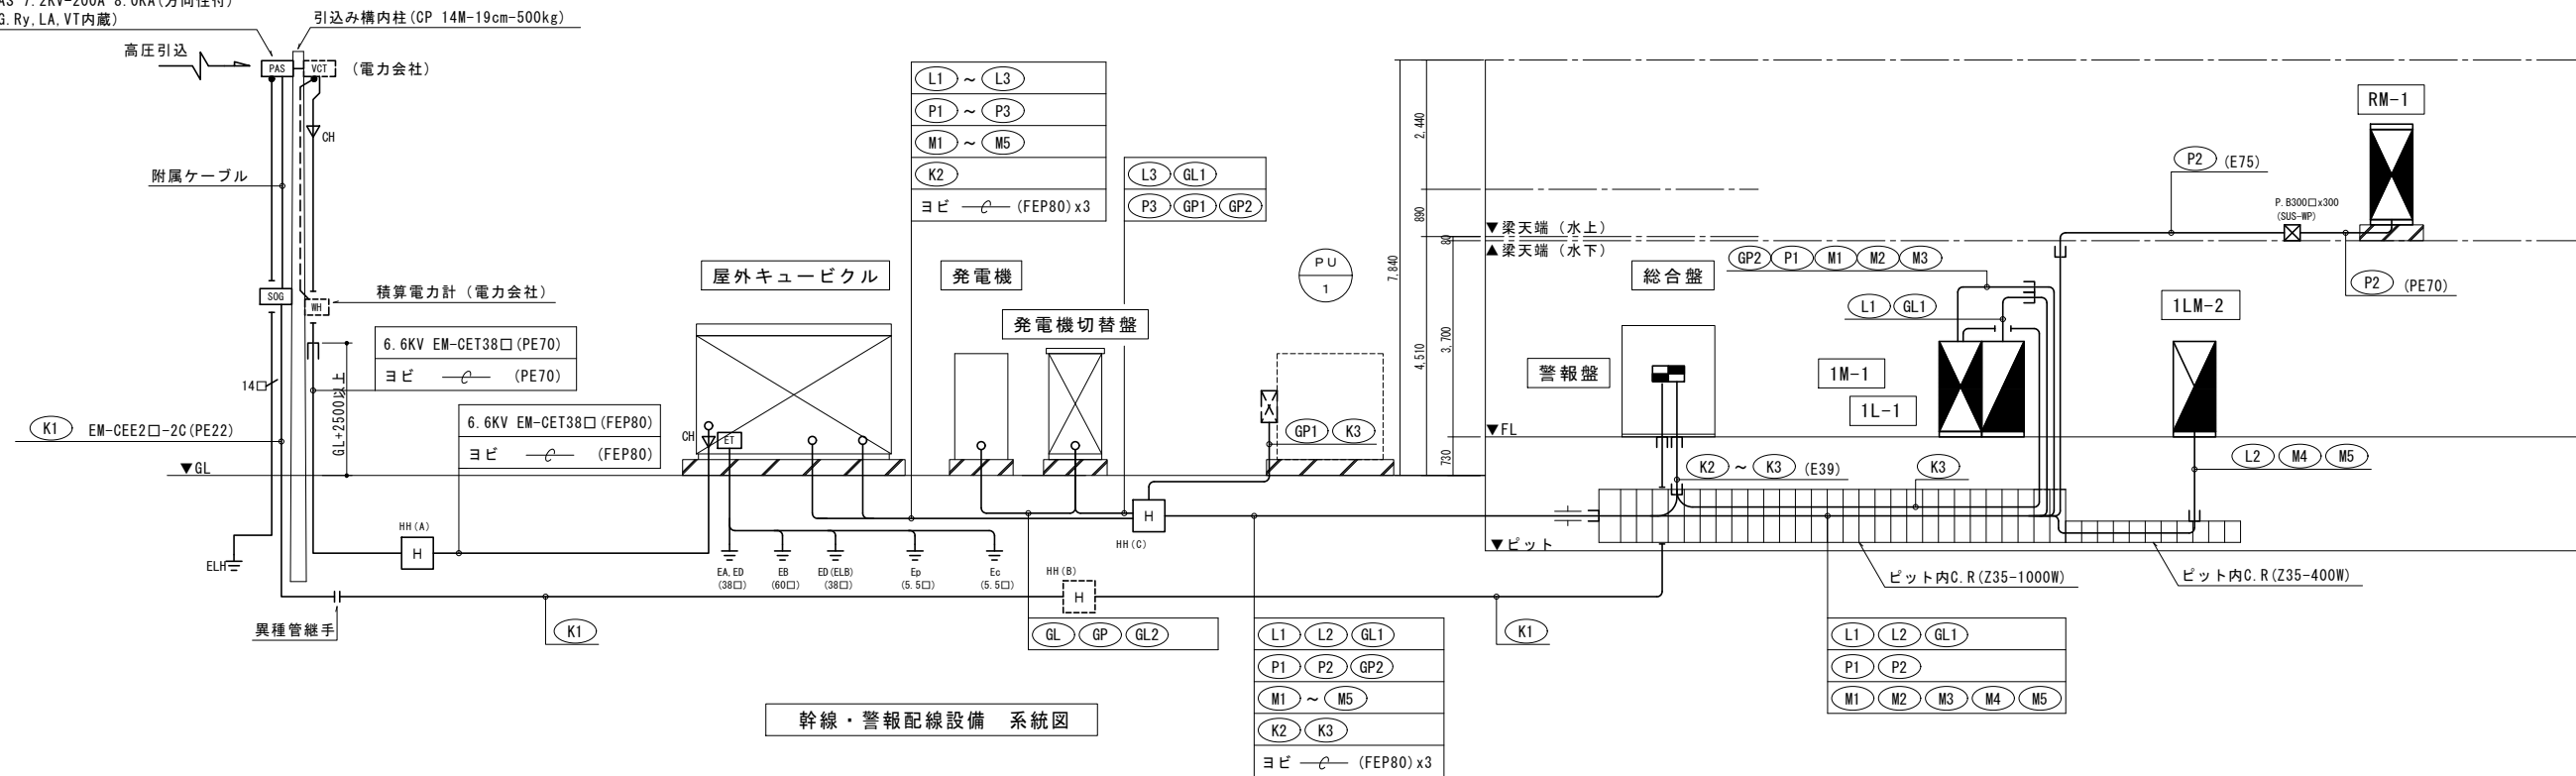 AS 7.2KV-200A 8.0KA(方向性付)
G.Ry,LA,VT内蔵)
引込み構内柱(CP 14M-19cm-500kg)
高圧引込
PAS
VCT
(電力会社)
CH
附属ケーブル
SOG
WH
積算電力計(電力会社)
6.6KV EM-CET38□(PE70)
ヨビ (PE70)
14□
GL+2500以上
K1 EM-CEE2□-2C(PE22)
6.6KV EM-CET38□(FEP80)
ヨビ (FEP80)
▼GL
HH(A)
H
ELH
異種管継手
K1
屋外キュービクル
CH
ET
EA,ED
(38□)
EB
(60□)
ED(ELB)
(38□)
Ep
(5.5□)
Ec
(5.5□)
L1 ~ L3
P1 ~ P3
M1 ~ M5
K2
ヨビ (FEP80)x3
発電機
発電機切替盤
L3 GL1
P3 GP1 GP2
H
HH(C)
HH(B)
H
GL GP GL2
PU
1
GP1 K3
L1 L2 GL1
P1 P2 GP2
M1 ~ M5
K2 K3
ヨビ (FEP80)x3
K1
2,440
890
80
7,840
4,510
3,700
730
▼梁天端(水上)
▲梁天端(水下)
▼FL
▼ピット
総合盤
警報盤
K2 ~ K3 (E39)
K3
GP2 P1 M1 M2 M3
L1 GL1
1M-1
1L-1
1LM-2
L2 M4 M5
RM-1
P2 (E75)
P.B300□x300
(SUS-WP)
P2 (PE70)
ピット内C.R(Z35-1000W)
ピット内C.R(Z35-400W)
L1 L2 GL1
P1 P2
M1 M2 M3 M4 M5
幹線・警報配線設備 系統図